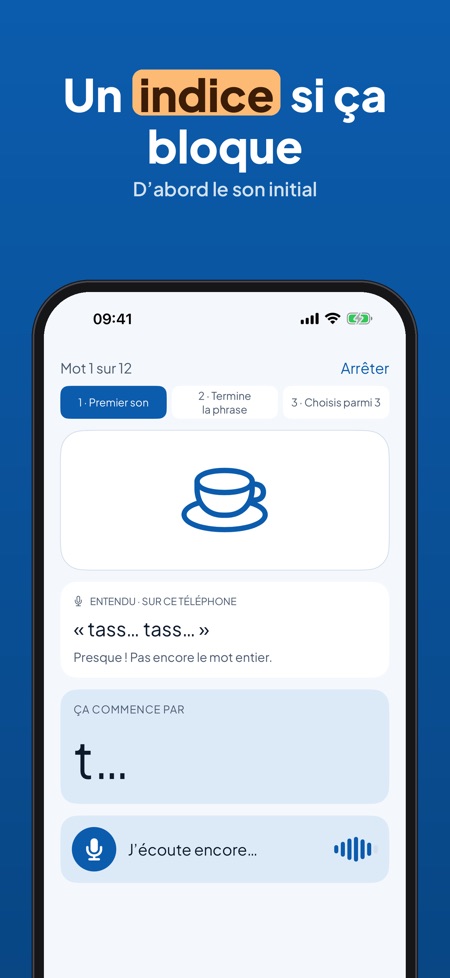 Un indice si ça
bloque
D’abord le son initial
09:41
Mot 1 sur 12
Arrêter
1 · Premier son
2 · Termine
la phrase
3 · Choisis parmi 3
ENTENDU · SUR CE TÉLÉPHONE
« tass… tass… »
Presque ! Pas encore le mot entier.
ÇA COMMENCE PAR
t…
J’écoute encore…